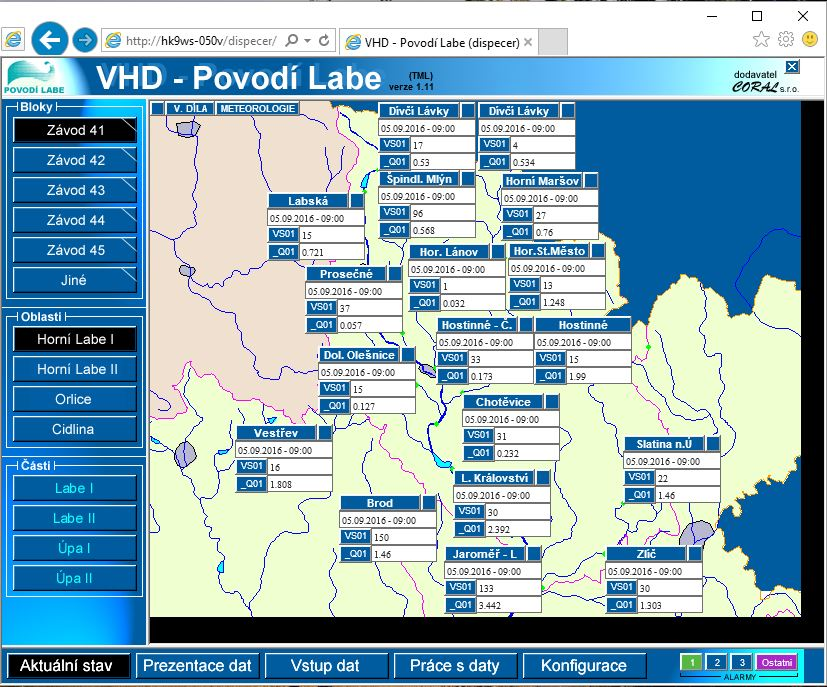 http://hk9ws-050v/dispecer/
VHD - Povodí Labe (dispecer)
POVODÍ LABE
VHD - Povodí Labe
(TML)
verze 1.11
dodavatel
CORAL s.r.o.
Bloky
Závod 41
Závod 42
Závod 43
Závod 44
Závod 45
Jiné
Oblasti
Horní Labe I
Horní Labe II
Orlice
Cidlina
Části
Labe I
Labe II
Úpa I
Úpa II
V. DÍLA
METEOROLOGIE
Dívčí Lávky
05.09.2016 - 09:00
VS01 17
_Q01 0.53
Dívčí Lávky
05.09.2016 - 09:00
VS01 4
_Q01 0.534
Špindl. Mlýn
05.09.2016 - 09:00
VS01 96
_Q01 0.568
Horní Maršov
05.09.2016 - 09:00
VS01 27
_Q01 0.76
Labská
05.09.2016 - 09:00
VS01 15
_Q01 0.721
Hor. Lánov
05.09.2016 - 09:00
VS01 1
_Q01 0.032
Hor.St.Město
05.09.2016 - 09:00
VS01 13
_Q01 1.248
Prosečné
05.09.2016 - 09:00
VS01 37
_Q01 0.057
Hostinné - Č.
05.09.2016 - 09:00
VS01 33
_Q01 0.173
Hostinné
05.09.2016 - 09:00
VS01 15
_Q01 1.99
Dol. Olešnice
05.09.2016 - 09:00
VS01 15
_Q01 0.127
Chotěvice
05.09.2016 - 09:00
VS01 31
_Q01 0.232
Vestřev
05.09.2016 - 09:00
VS01 16
_Q01 1.808
Slatina n.Ú
05.09.2016 - 09:00
VS01 22
_Q01 1.46
L. Království
05.09.2016 - 09:00
VS01 30
_Q01 2.392
Brod
05.09.2016 - 09:00
VS01 150
_Q01 1.46
Jaroměř - L
05.09.2016 - 09:00
VS01 133
_Q01 3.442
Zlíč
05.09.2016 - 09:00
VS01 30
_Q01 1.303
Aktuální stav
Prezentace dat
Vstup dat
Práce s daty
Konfigurace
1 2 3 Ostatní
ALARMY